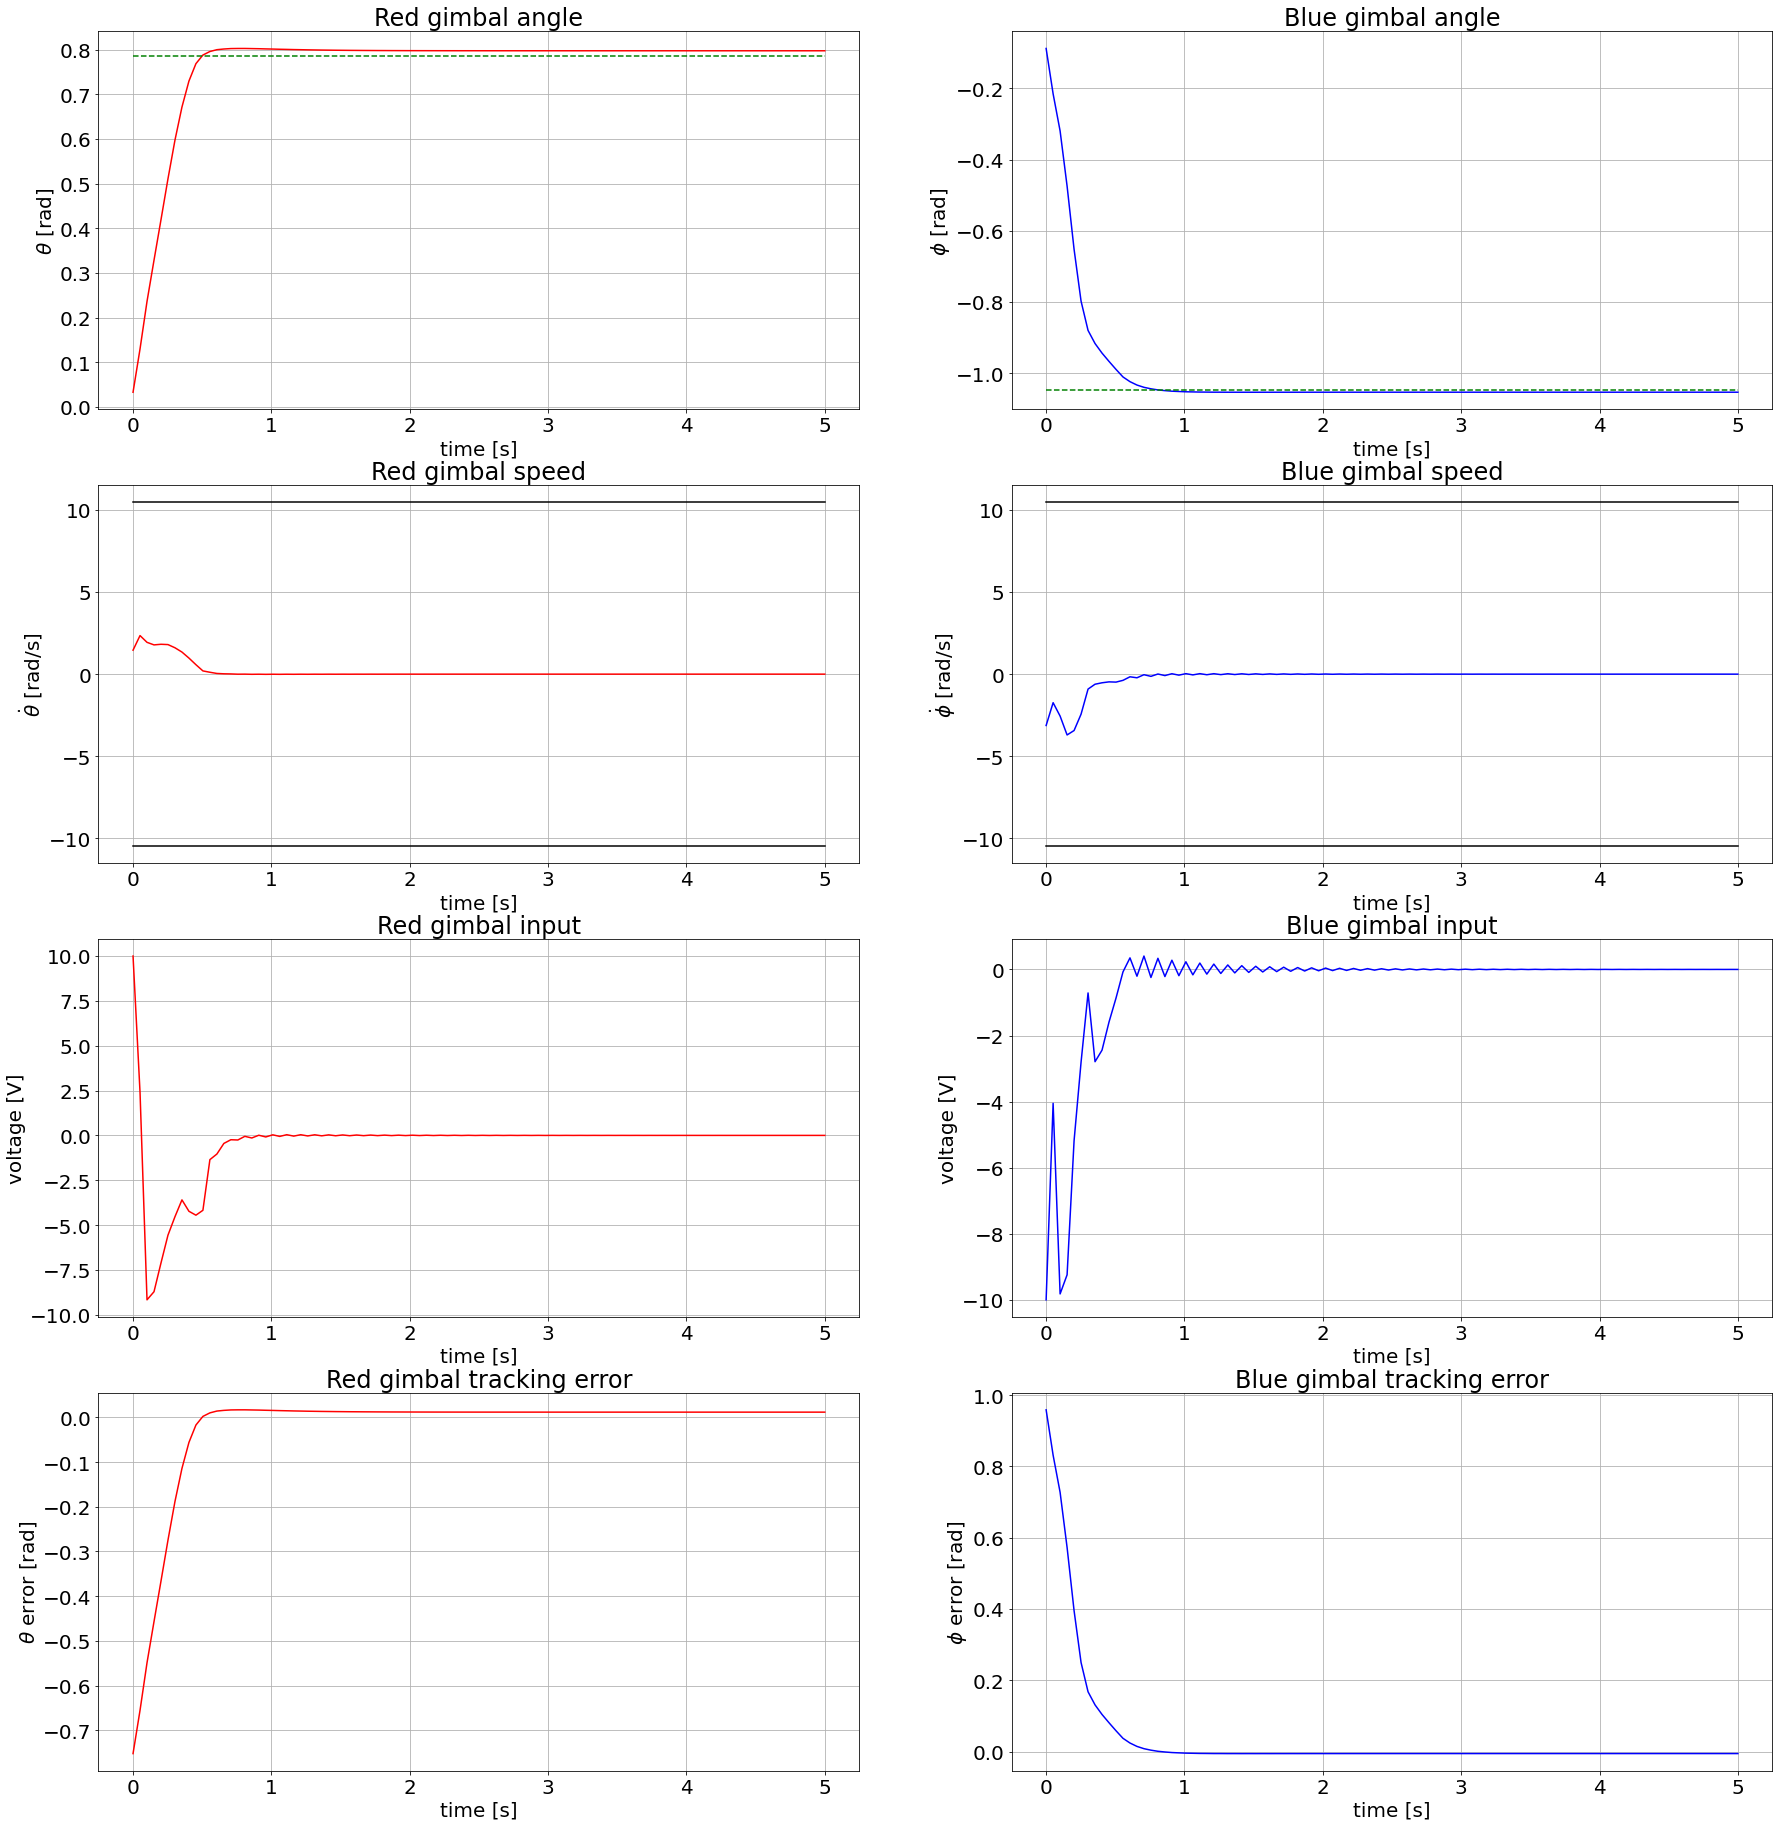 Red gimbal angle
θ [rad]
0.8
0.7
0.6
0.5
0.4
0.3
0.2
0.1
0.0
0 1 2 3 4 5
time [s]
Blue gimbal angle
ϕ [rad]
−0.2
−0.4
−0.6
−0.8
−1.0
0 1 2 3 4 5
time [s]
Red gimbal speed
θ̇ [rad/s]
10
5
0
−5
−10
0 1 2 3 4 5
time [s]
Blue gimbal speed
ϕ̇ [rad/s]
10
5
0
−5
−10
0 1 2 3 4 5
time [s]
Red gimbal input
voltage [V]
10.0
7.5
5.0
2.5
0.0
−2.5
−5.0
−7.5
−10.0
0 1 2 3 4 5
time [s]
Blue gimbal input
voltage [V]
0
−2
−4
−6
−8
−10
0 1 2 3 4 5
time [s]
Red gimbal tracking error
θ error [rad]
0.0
−0.1
−0.2
−0.3
−0.4
−0.5
−0.6
−0.7
0 1 2 3 4 5
time [s]
Blue gimbal tracking error
ϕ error [rad]
1.0
0.8
0.6
0.4
0.2
0.0
0 1 2 3 4 5
time [s]